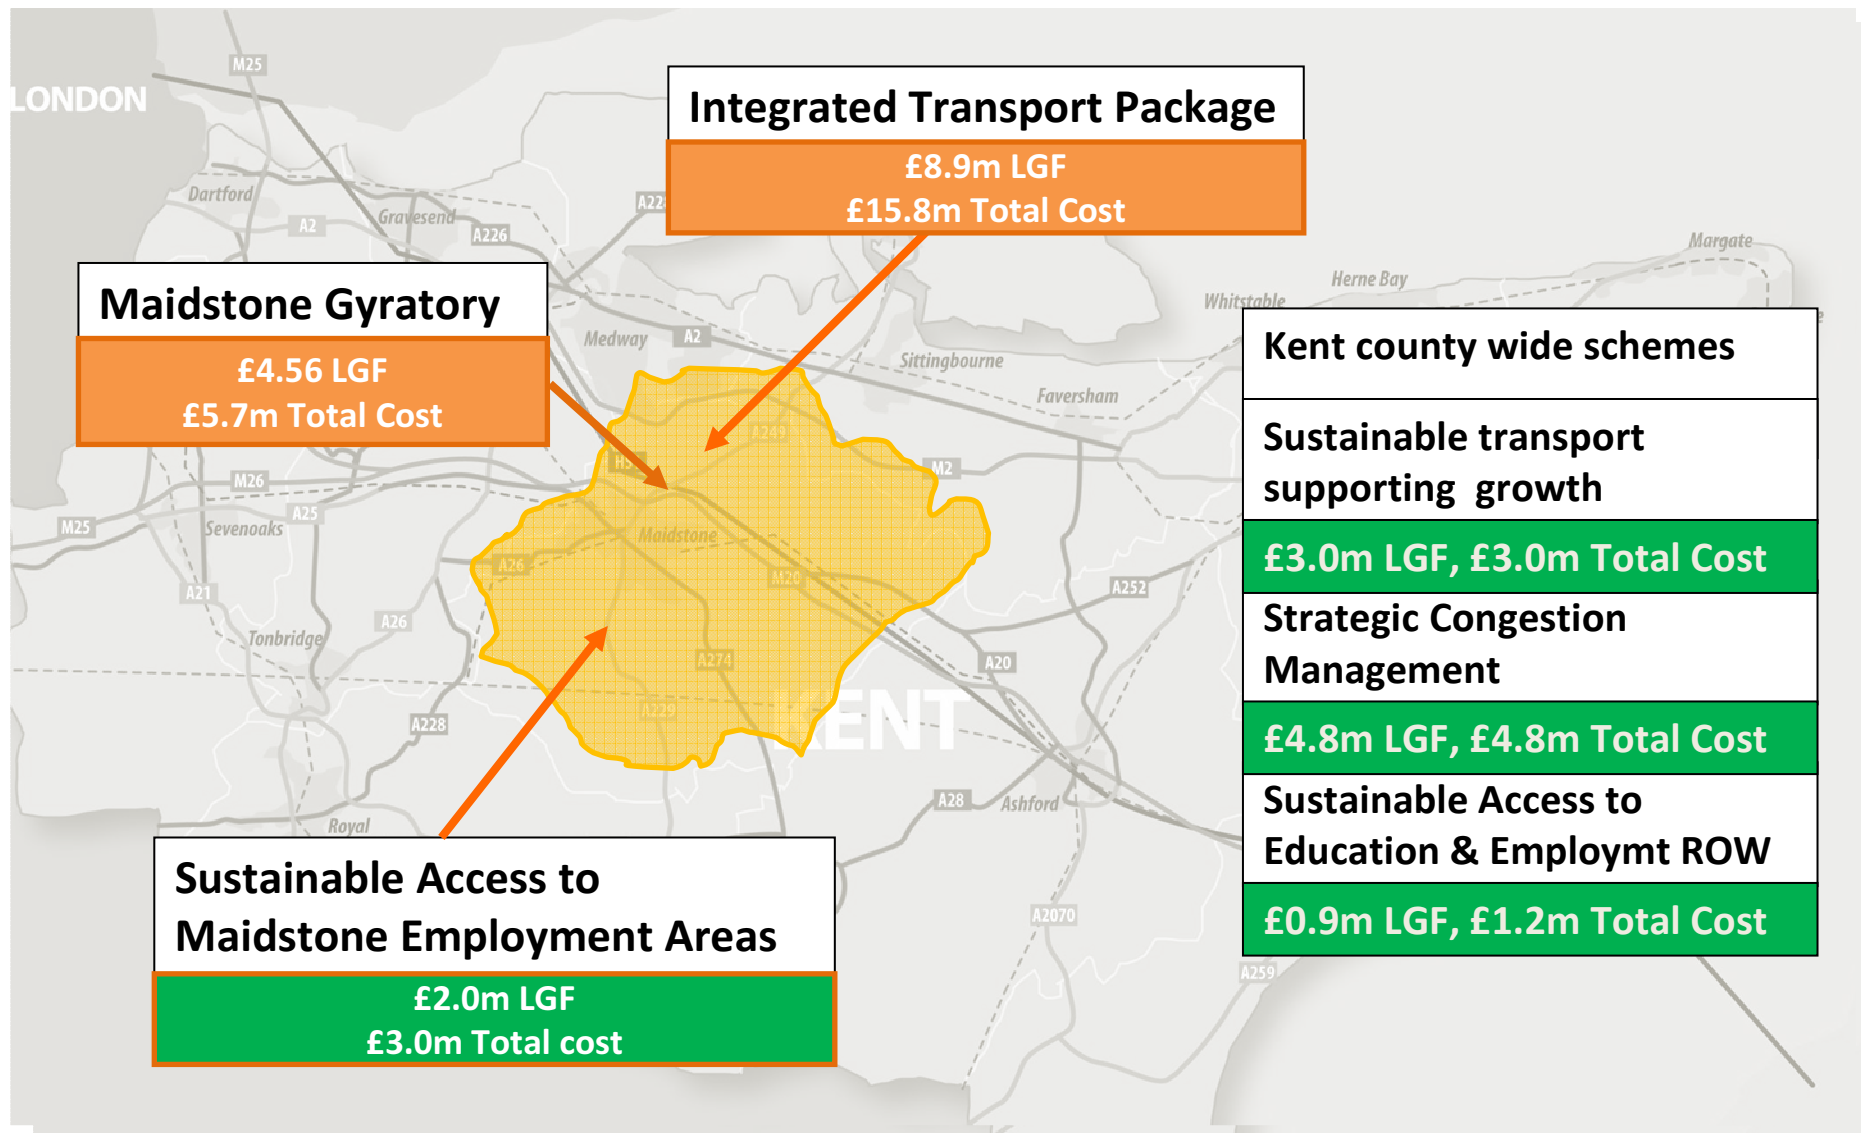 M25
LONDON
Integrated Transport Package
£8.9m LGF
£15.8m Total Cost
Dartford
Gravesend
A2
A226
Margate
Herne Bay
Whitstable
Maidstone Gyratory
£4.56 LGF
£5.7m Total Cost
Medway
A2
Sittingbourne
Faversham
A249
M2
M26
M25
Sevenoaks
A25
Maidstone
A26
M20
A21
A26
A252
Tonbridge
A274
A20
A229
A228
KENT
A28
Ashford
Royal
A2070
A259
Kent county wide schemes
Sustainable transport
supporting growth
£3.0m LGF, £3.0m Total Cost
Strategic Congestion
Management
£4.8m LGF, £4.8m Total Cost
Sustainable Access to
Education & Employmt ROW
£0.9m LGF, £1.2m Total Cost
Sustainable Access to
Maidstone Employment Areas
£2.0m LGF
£3.0m Total cost